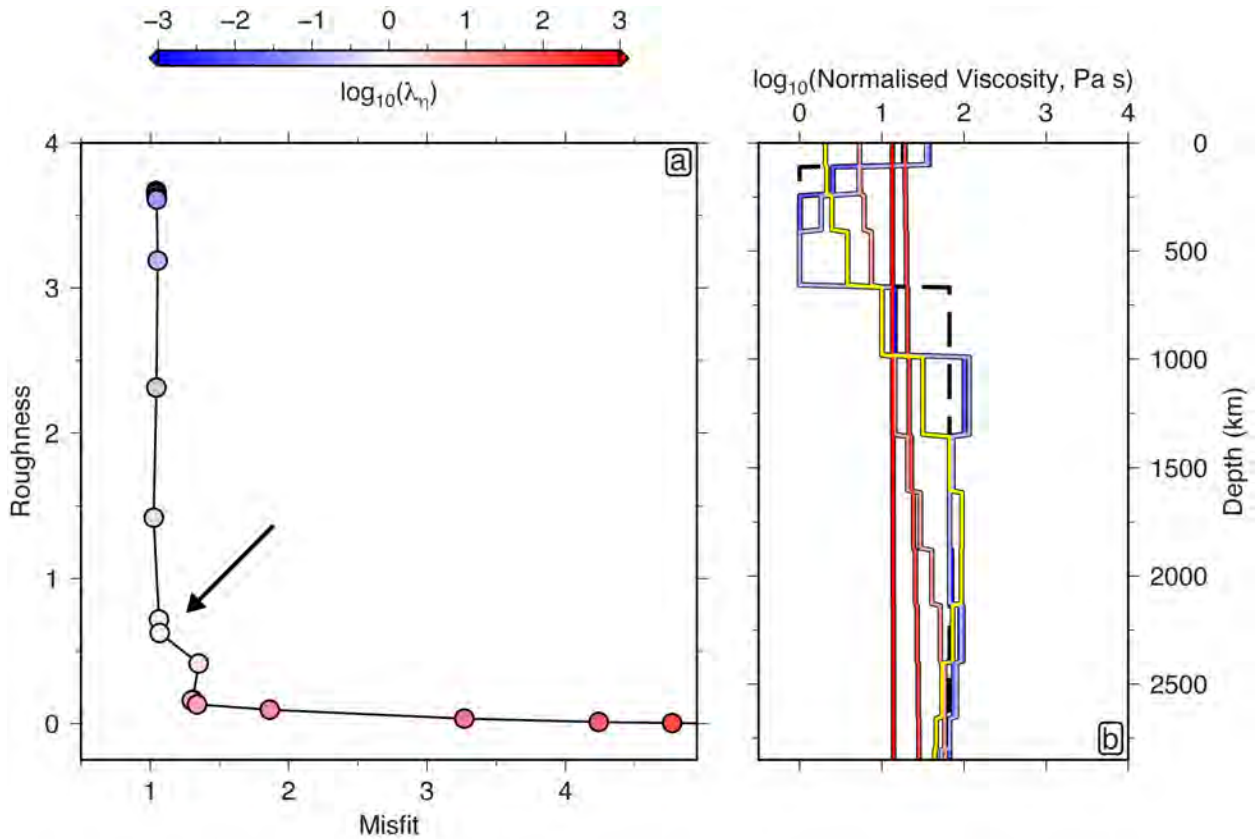 −3 −2 −1 0 1 2 3
log₁₀(λ_η)
log₁₀(Normalised Viscosity, Pa s)
0 1 2 3 4
4
3
2
1
0
Roughness
a
1 2 3 4
Misfit
0
500
1000
1500
2000
2500
Depth (km)
b